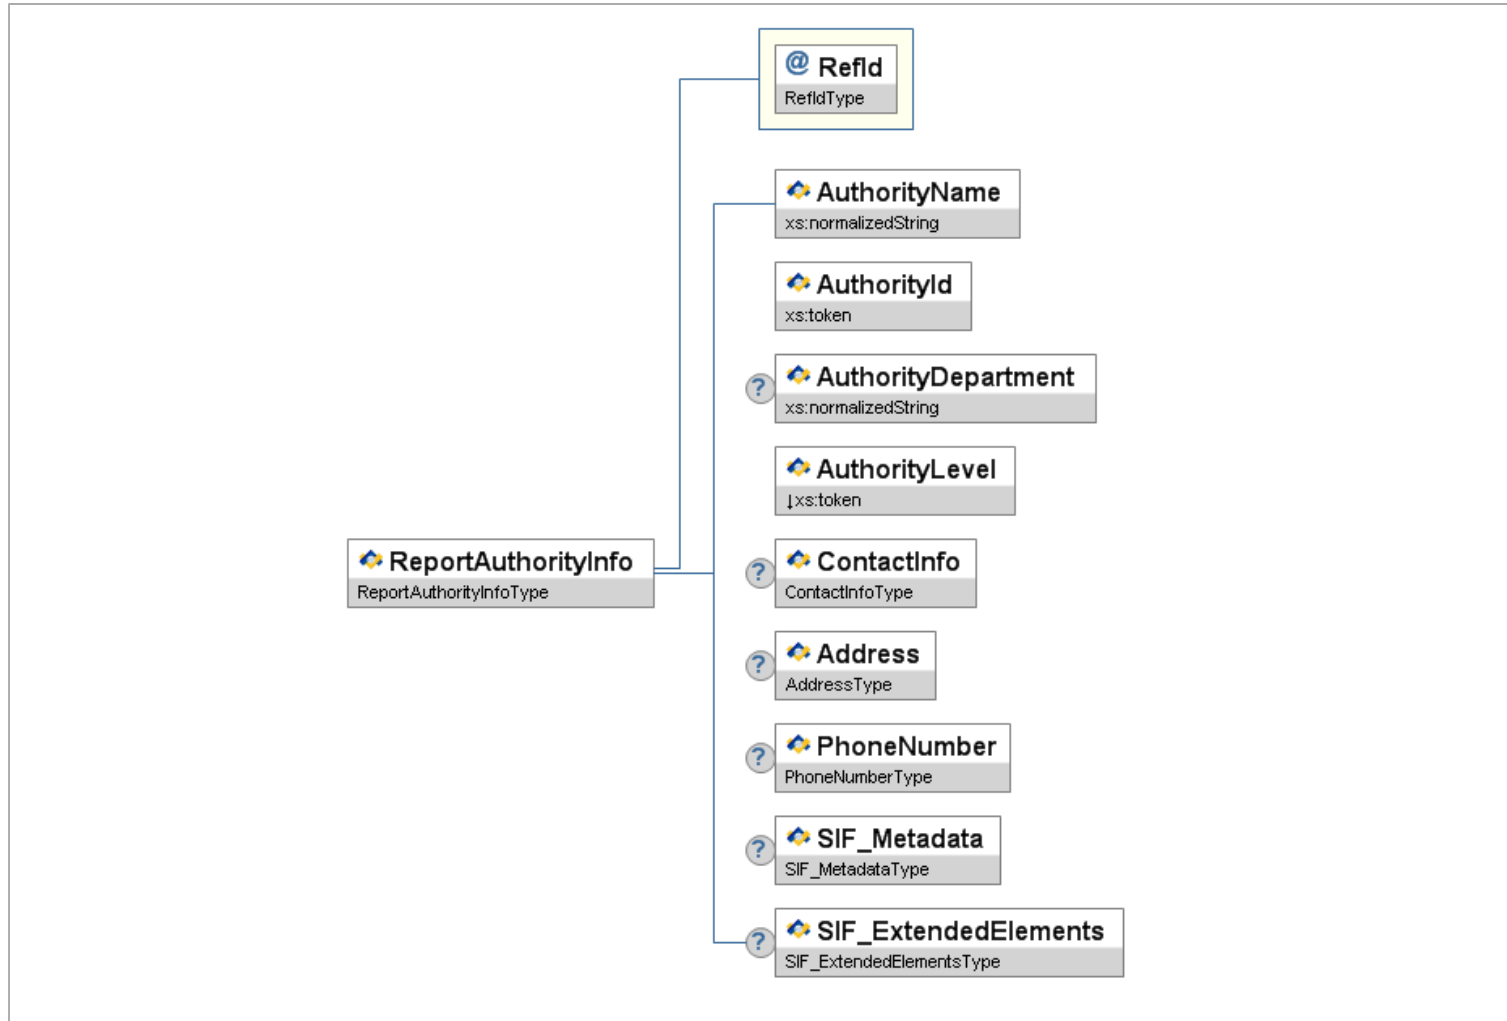 @ RefId
RefIdType
AuthorityName
xs:normalizedString
AuthorityId
xs:token
? AuthorityDepartment
xs:normalizedString
AuthorityLevel
↓xs:token
ReportAuthorityInfo
ReportAuthorityInfoType
? ContactInfo
ContactInfoType
? Address
AddressType
? PhoneNumber
PhoneNumberType
? SIF_Metadata
SIF_MetadataType
? SIF_ExtendedElements
SIF_ExtendedElementsType